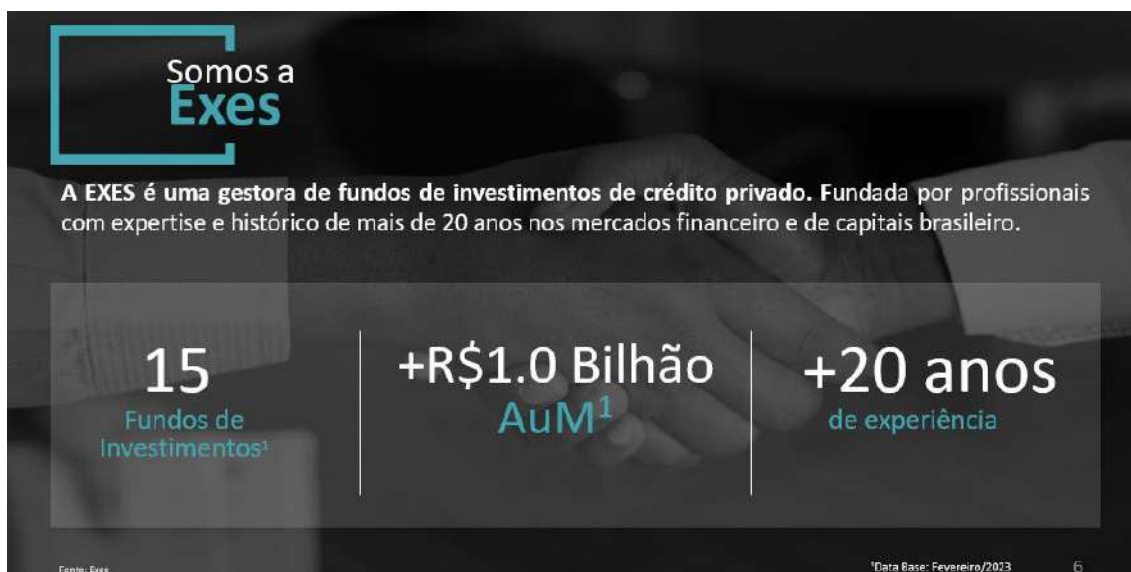 Somos a
Exes
A EXES é uma gestora de fundos de investimentos de crédito privado. Fundada por profissionais
com expertise e histórico de mais de 20 anos nos mercados financeiro e de capitais brasileiro.
15
Fundos de
Investimentos¹
+R$1.0 Bilhão
AuM¹
+20 anos
de experiência
Fonte: Exes
¹Data Base: Fevereiro/2023
6